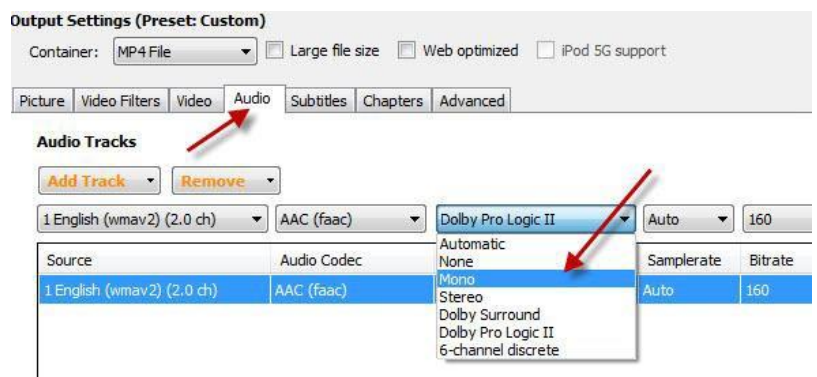 Output Settings (Preset: Custom)
Container: MP4 File Large file size Web optimized iPod 5G support
Picture Video Filters Video Audio Subtitles Chapters Advanced
Audio Tracks
Add Track Remove
1 English (wmav2) (2.0 ch) AAC (faac) Dolby Pro Logic II Auto 160
Automatic
Source Audio Codec Samplerate Bitrate
None
Mono
1 English (wmav2) (2.0 ch) AAC (faac) Auto 160
Stereo
Dolby Surround
Dolby Pro Logic II
6-channel discrete